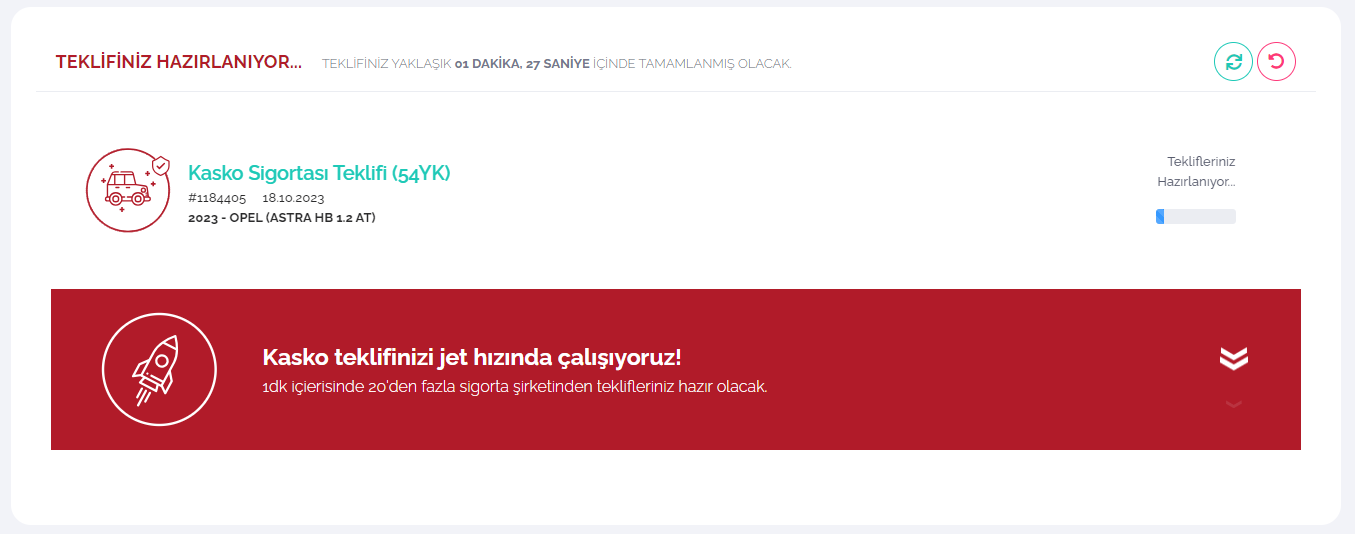 TEKLİFİNİZ HAZIRLANIYOR... TEKLİFİNİZ YAKLAŞIK 01 DAKİKA, 27 SANİYE İÇİNDE TAMAMLANMIŞ OLACAK.
Kasko Sigortası Teklifi (54YK)
#1184405 18.10.2023
2023 - OPEL (ASTRA HB 1.2 AT)
Teklifleriniz
Hazırlanıyor...
Kasko teklifinizi jet hızında çalışıyoruz!
1dk içierisinde 20'den fazla sigorta şirketinden teklifleriniz hazır olacak.